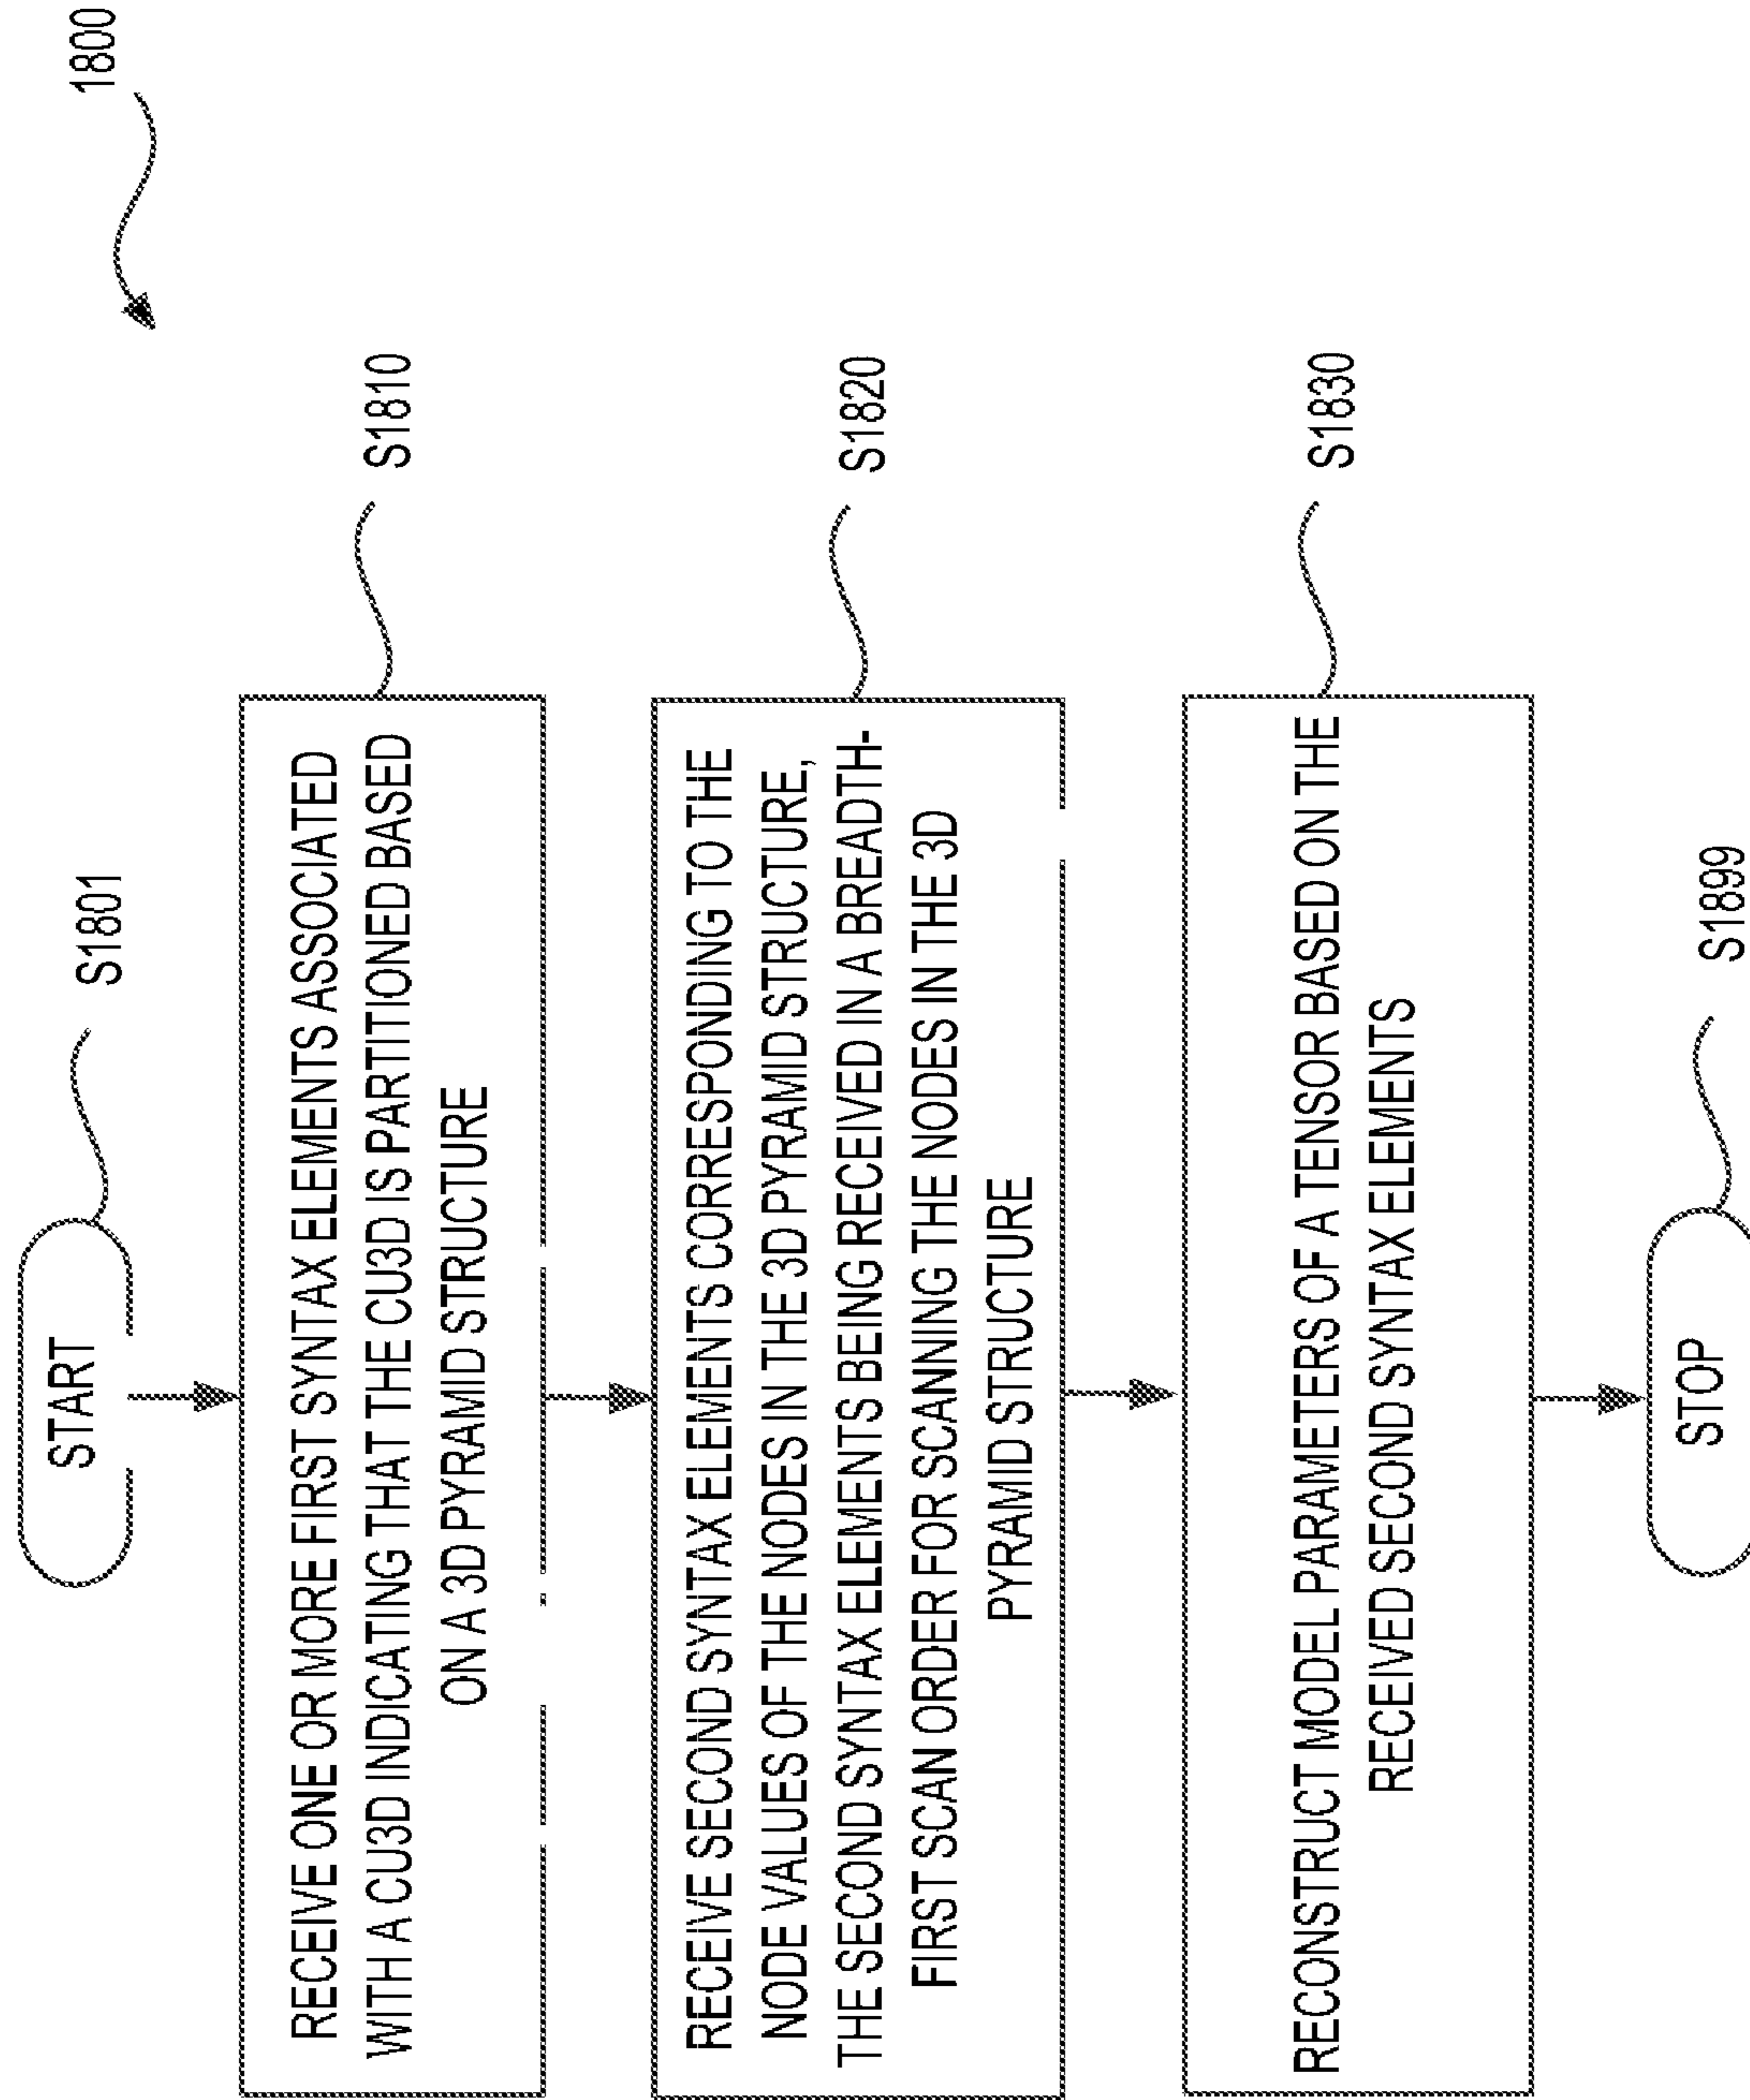 1800
START
S1801
RECEIVE ONE OR MORE FIRST SYNTAX ELEMENTS ASSOCIATED
WITH A CU3D INDICATING THAT THE CU3D IS PARTITIONED BASED
ON A 3D PYRAMID STRUCTURE
S1810
RECEIVE SECOND SYNTAX ELEMENTS CORRESPONDING TO THE
NODE VALUES OF THE NODES IN THE 3D PYRAMID STRUCTURE,
THE SECOND SYNTAX ELEMENTS BEING RECEIVED IN A BREADTH-
FIRST SCAN ORDER FOR SCANNING THE NODES IN THE 3D
PYRAMID STRUCTURE
S1820
RECONSTRUCT MODEL PARAMETERS OF A TENSOR BASED ON THE
RECEIVED SECOND SYNTAX ELEMENTS
S1830
STOP
S1899